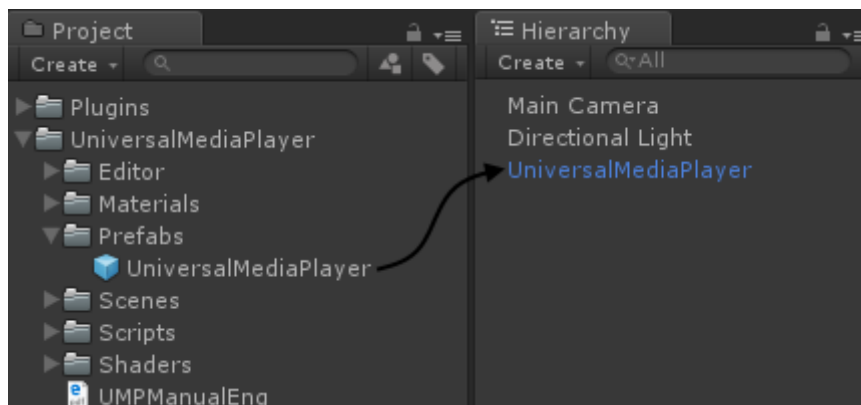 Project
Create
Plugins
UniversalMediaPlayer
Editor
Materials
Prefabs
UniversalMediaPlayer
Scenes
Scripts
Shaders
UMPManualEng
Hierarchy
Create
All
Main Camera
Directional Light
UniversalMediaPlayer